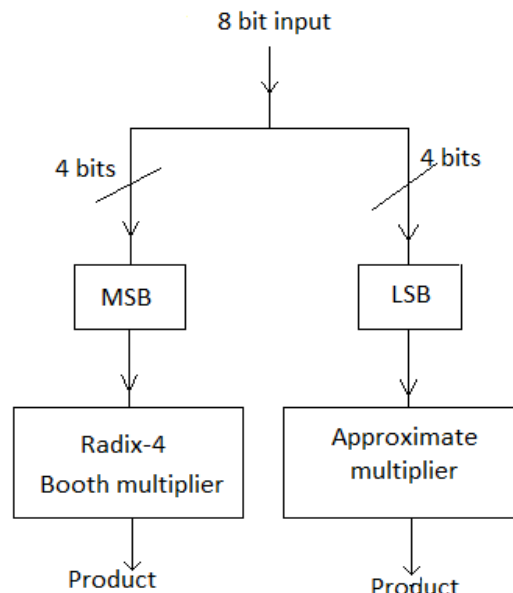 8 bit input
4 bits
4 bits
MSB
LSB
Radix-4
Booth multiplier
Approximate
multiplier
Product
Product